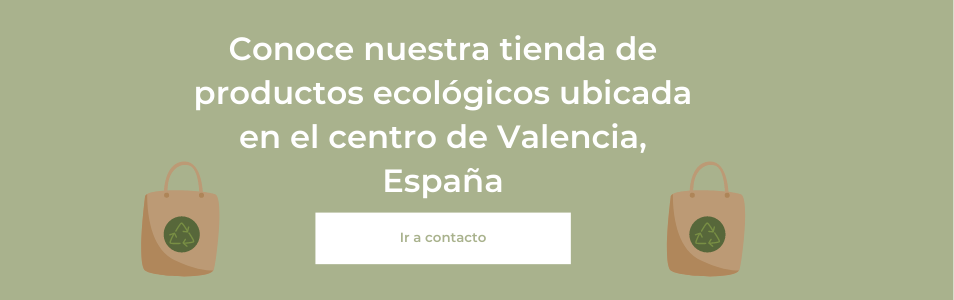 Conoce nuestra tienda de
productos ecológicos ubicada
en el centro de Valencia,
España
Ir a contacto